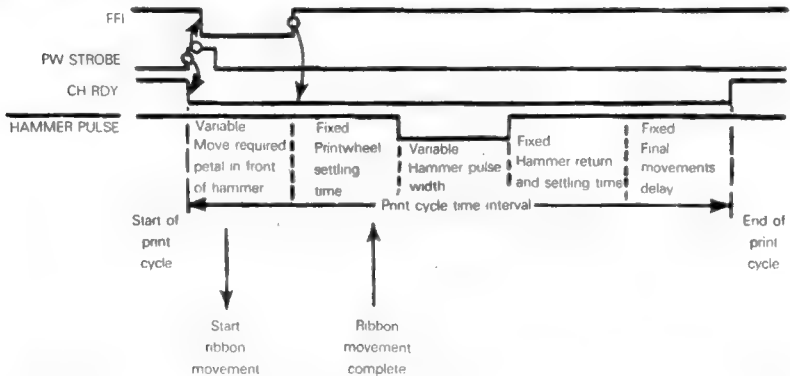 FFI
PW STROBE
CH RDY
HAMMER PULSE
Variable
Move required
petal in front
of hammer
Fixed
Printwheel
settling
time
Variable
Hammer pulse
width
Fixed
Hammer return
and settling time
Fixed
Final
movements
delay
Print cycle time interval
Start of
print
cycle
End of
print
cycle
Start
ribbon
movement
Ribbon
movement
complete